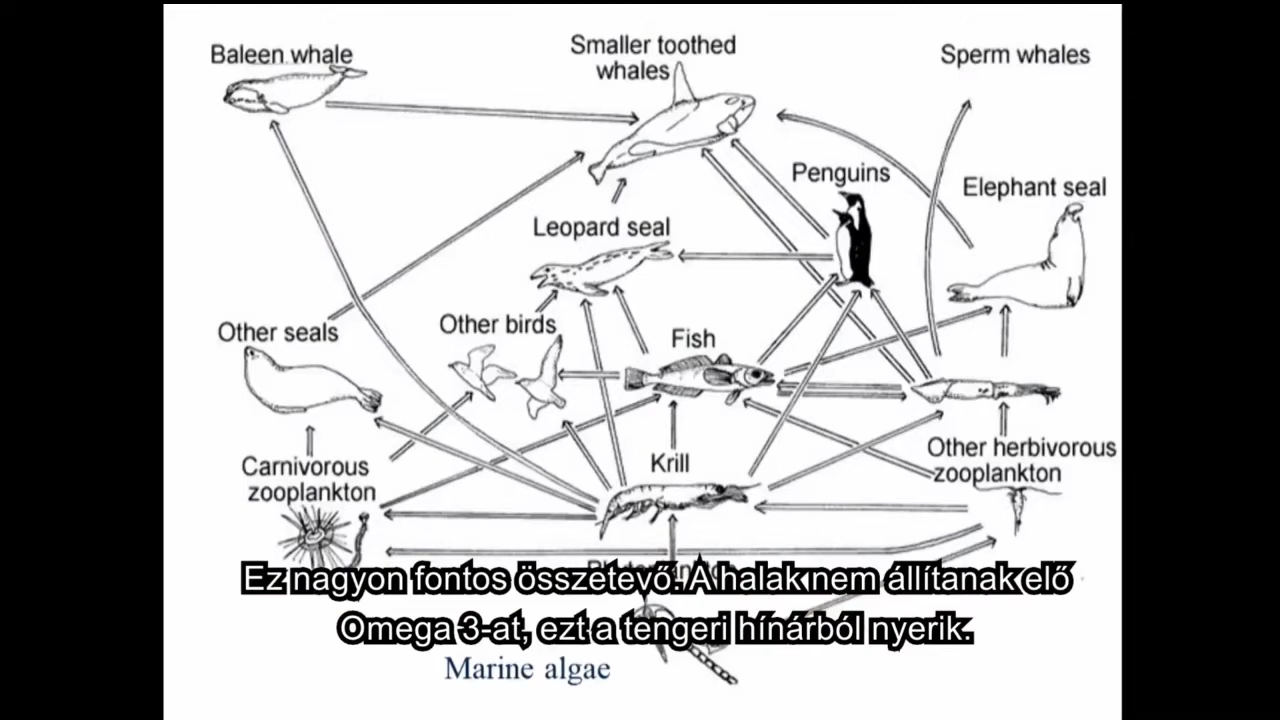 Baleen whale
Smaller toothed
whales
Sperm whales
Penguins
Elephant seal
Leopard seal
Other seals
Other birds
Fish
Carnivorous
zooplankton
Krill
Other herbivorous
zooplankton
Ez nagyon fontos összetevő. A halak nem állítanak elő
Omega 3-at, ezt a tengeri hínárból nyerik.
Marine algae